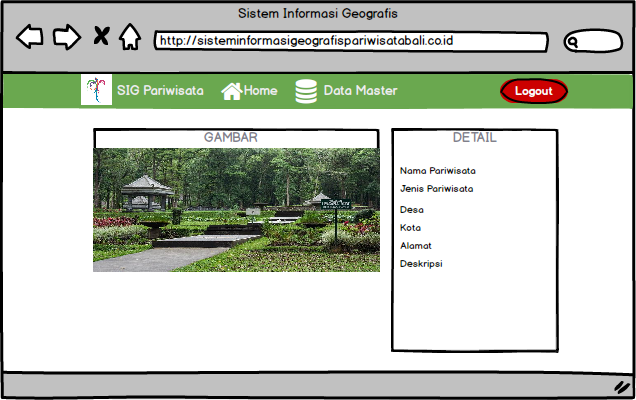 Sistem Informasi Geografis
http://sisteminformasigeografispariwisatabali.co.id
SIG Pariwisata Home Data Master Logout
GAMBAR
DETAIL
Nama Pariwisata
Jenis Pariwisata
Desa
Kota
Alamat
Deskripsi